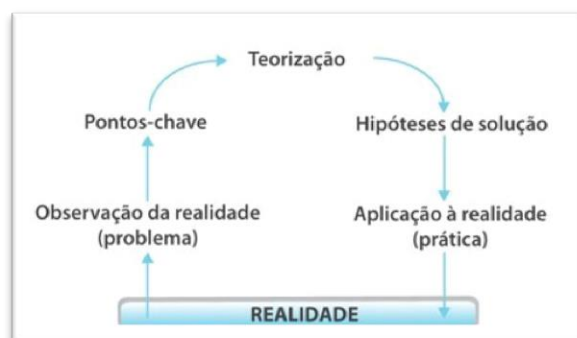 Teorização
Pontos-chave
Hipóteses de solução
Observação da realidade
(problema)
Aplicação à realidade
(prática)
REALIDADE